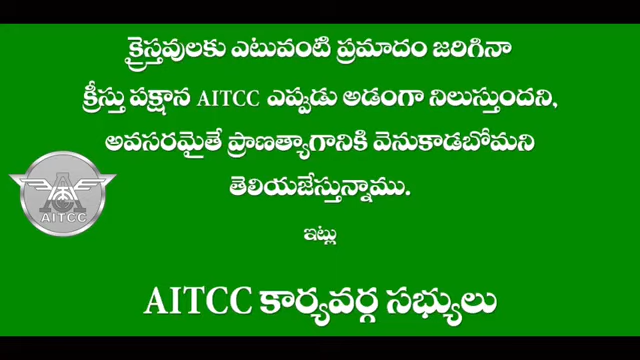 క్రైస్తవులకు ఎటువంటి ప్రమాదం జరిగినా
క్రీస్తు పక్షాన AITCC ఎప్పుడు అడంగా నిలుస్తుందని,
అవసరమైతే ప్రాణత్యాగానికి వెనుకాడబోమని
తెలియజేస్తున్నాము.
AITCC
ఇట్లు
AITCC కార్యవర్గ సభ్యులు